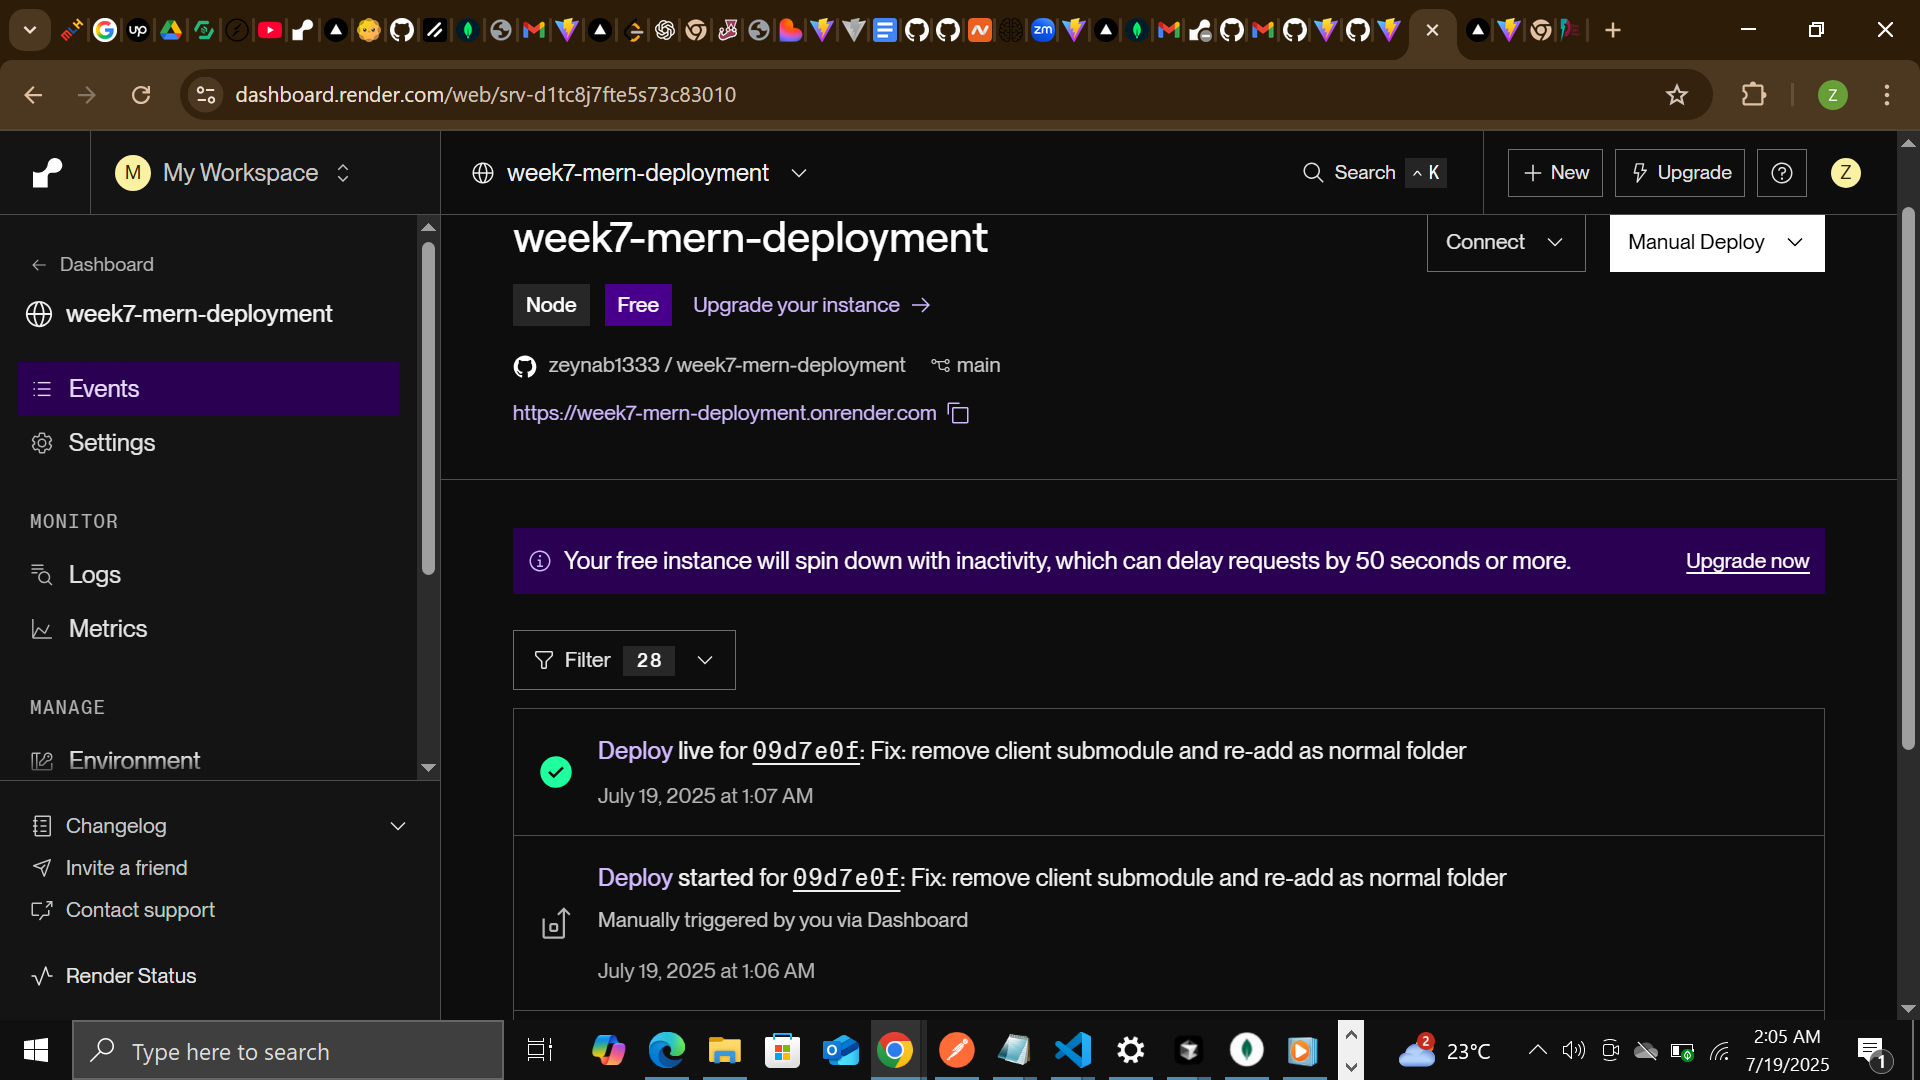 dashboard.render.com/web/srv-d1tc8j7fte5s73c83010
Z
M My Workspace
week7-mern-deployment
Search ^ K
+ New
Upgrade
Z
Dashboard
week7-mern-deployment
Events
Settings
MONITOR
Logs
Metrics
MANAGE
Environment
Changelog
Invite a friend
Contact support
Render Status
week7-mern-deployment
Connect
Manual Deploy
Node
Free
Upgrade your instance →
zeynab1333 / week7-mern-deployment
main
https://week7-mern-deployment.onrender.com
Your free instance will spin down with inactivity, which can delay requests by 50 seconds or more.
Upgrade now
Filter 28
Deploy live for 09d7e0f: Fix: remove client submodule and re-add as normal folder
July 19, 2025 at 1:07 AM
Deploy started for 09d7e0f: Fix: remove client submodule and re-add as normal folder
Manually triggered by you via Dashboard
July 19, 2025 at 1:06 AM
Type here to search
2
23°C
2:05 AM
7/19/2025
1